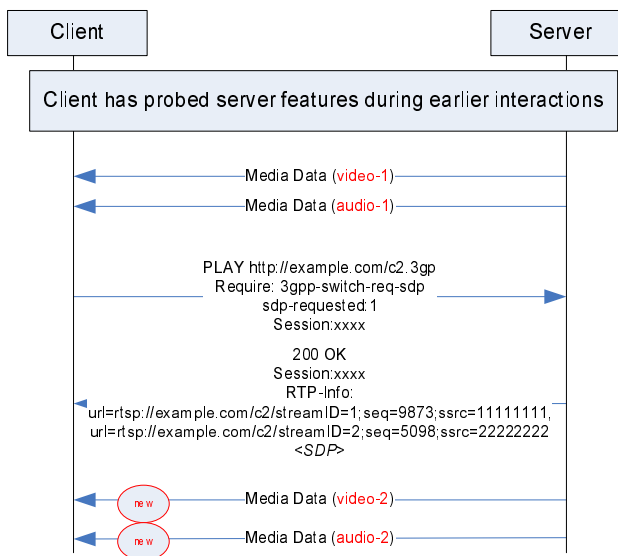 Client
Server
Client has probed server features during earlier interactions
Media Data (video-1)
Media Data (audio-1)
PLAY http://example.com/c2.3gp
Require: 3gpp-switch-req-sdp
sdp-requested:1
Session:xxxx
200 OK
Session:xxxx
RTP-Info:
url=rtsp://example.com/c2/streamID=1;seq=9873;ssrc=11111111,
url=rtsp://example.com/c2/streamID=2;seq=5098;ssrc=22222222
<SDP>
new
Media Data (video-2)
new
Media Data (audio-2)